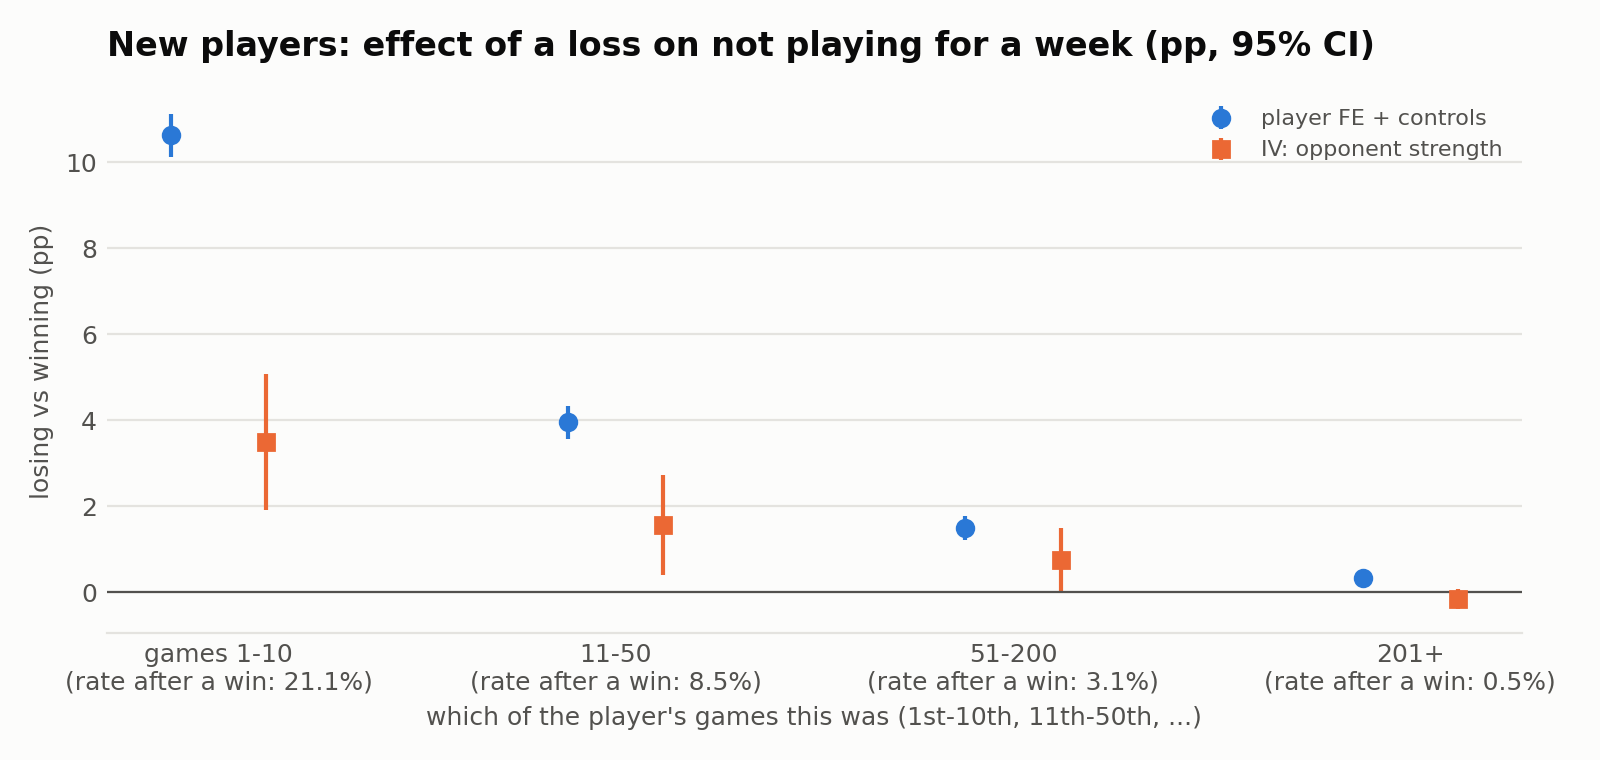 New players: effect of a loss on not playing for a week (pp, 95% CI)
player FE + controls
IV: opponent strength
losing vs winning (pp)
10
8
6
4
2
0
games 1-10
(rate after a win: 21.1%)
11-50
(rate after a win: 8.5%)
51-200
(rate after a win: 3.1%)
201+
(rate after a win: 0.5%)
which of the player's games this was (1st-10th, 11th-50th, ...)